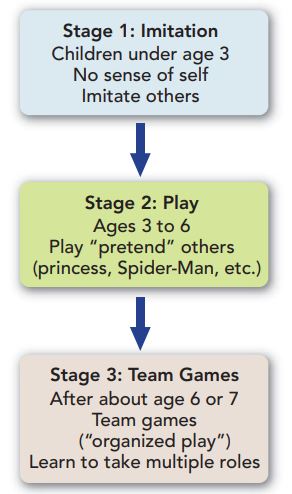 Stage 1: Imitation
Children under age 3
No sense of self
Imitate others
Stage 2: Play
Ages 3 to 6
Play “pretend” others
(princess, Spider-Man, etc.)
Stage 3: Team Games
After about age 6 or 7
Team games
(“organized play”)
Learn to take multiple roles